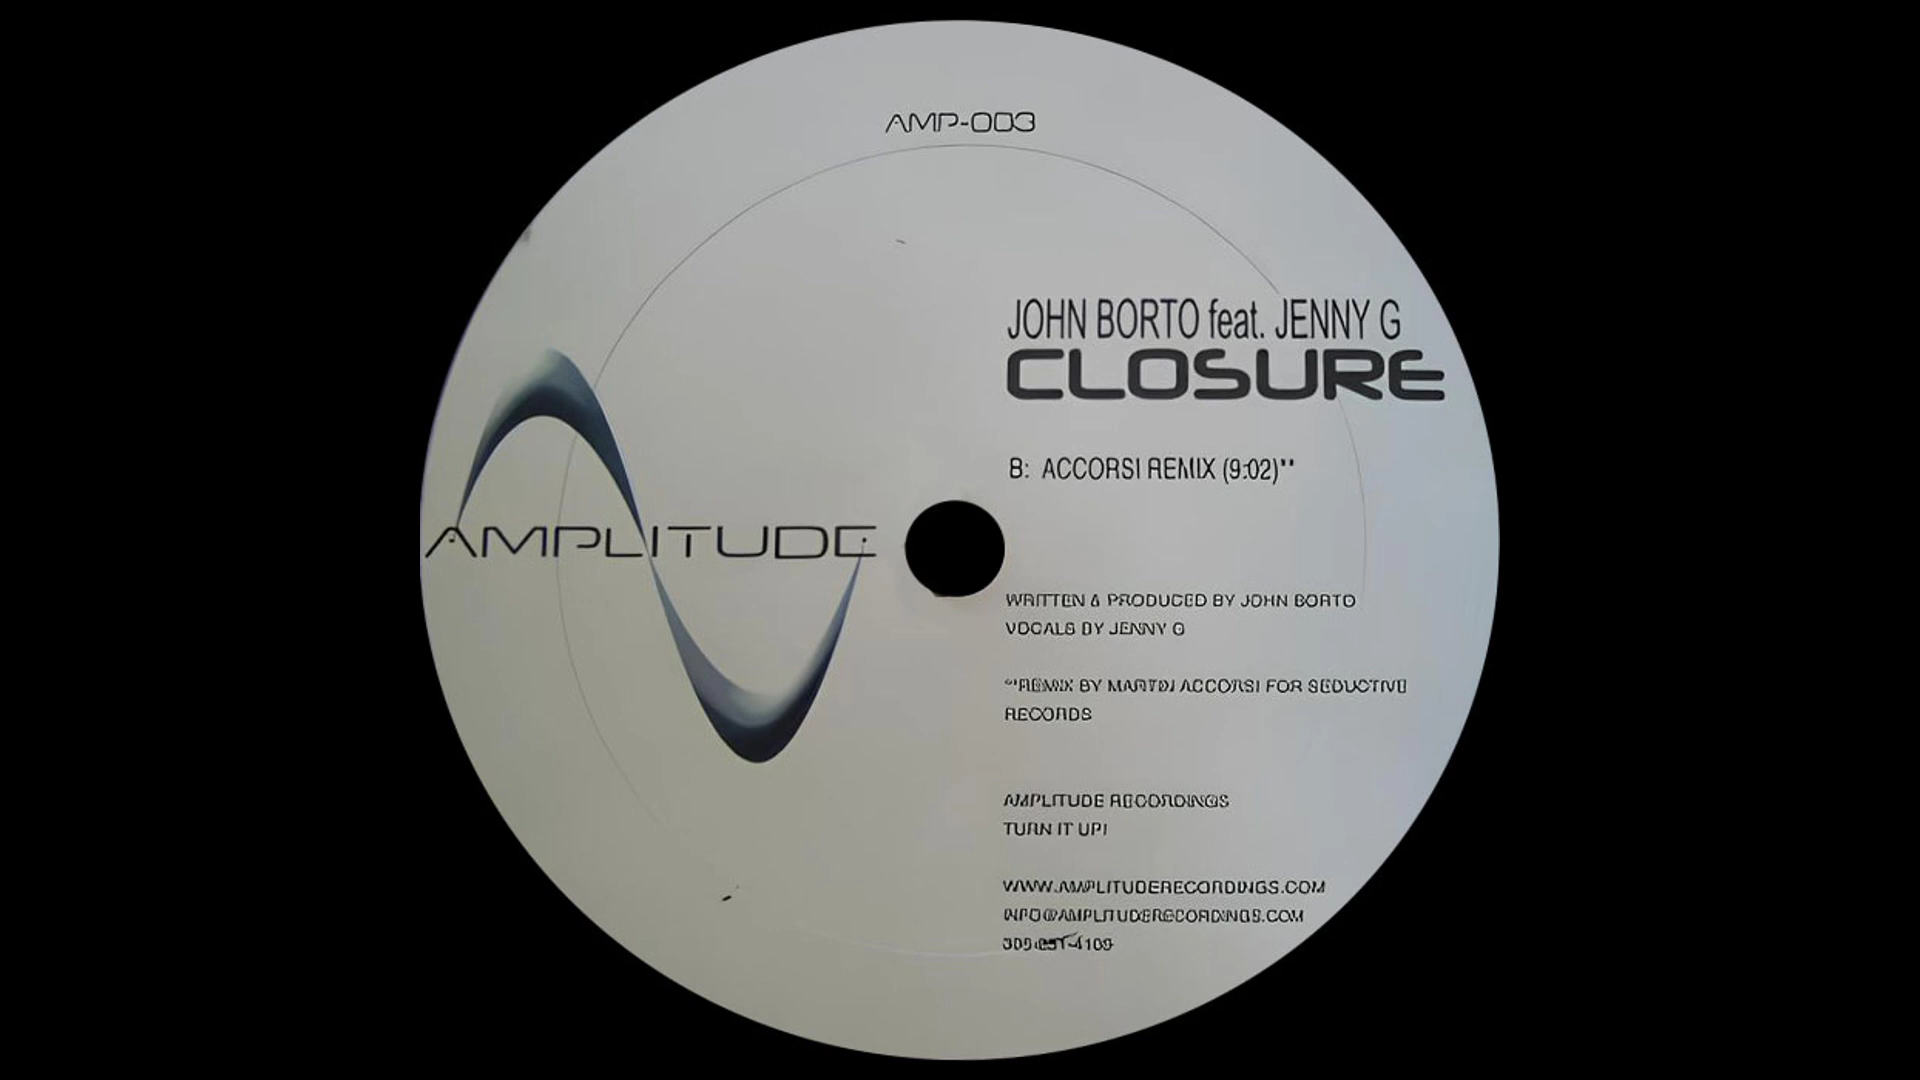 AMP-003
JOHN BORTO feat. JENNY G
CLOSURE
B: ACCORSI REMIX (9:02)**
AMPLITUDE
WRITTEN & PRODUCED BY JOHN BORTO
VOCALS BY JENNY G
**REMIX BY MARTIN ACCORSI FOR SEDUCTIVE
RECORDS
AMPLITUDE RECORDINGS
TURN IT UP!
WWW.AMPLITUDERECORDINGS.COM
INFO@AMPLITUDERECORDINGS.COM